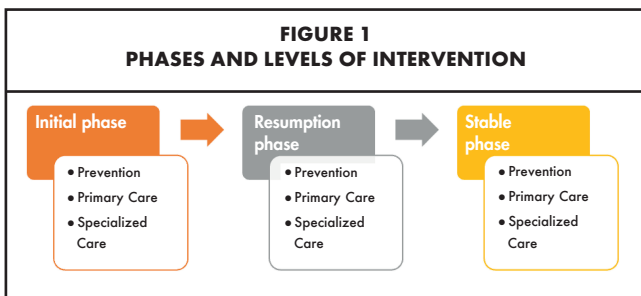 FIGURE 1
PHASES AND LEVELS OF INTERVENTION
Initial phase
• Prevention
• Primary Care
• Specialized
Care
Resumption
phase
• Prevention
• Primary Care
• Specialized
Care
Stable
phase
• Prevention
• Primary Care
• Specialized
Care